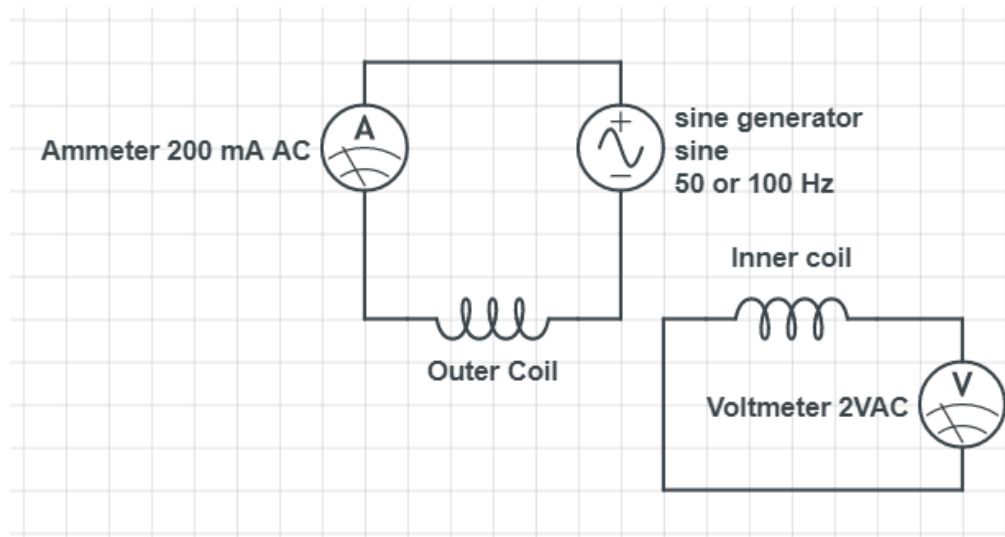 A
Ammeter 200 mA AC
sine generator
sine
50 or 100 Hz
Inner coil
Outer Coil
V
Voltmeter 2VAC